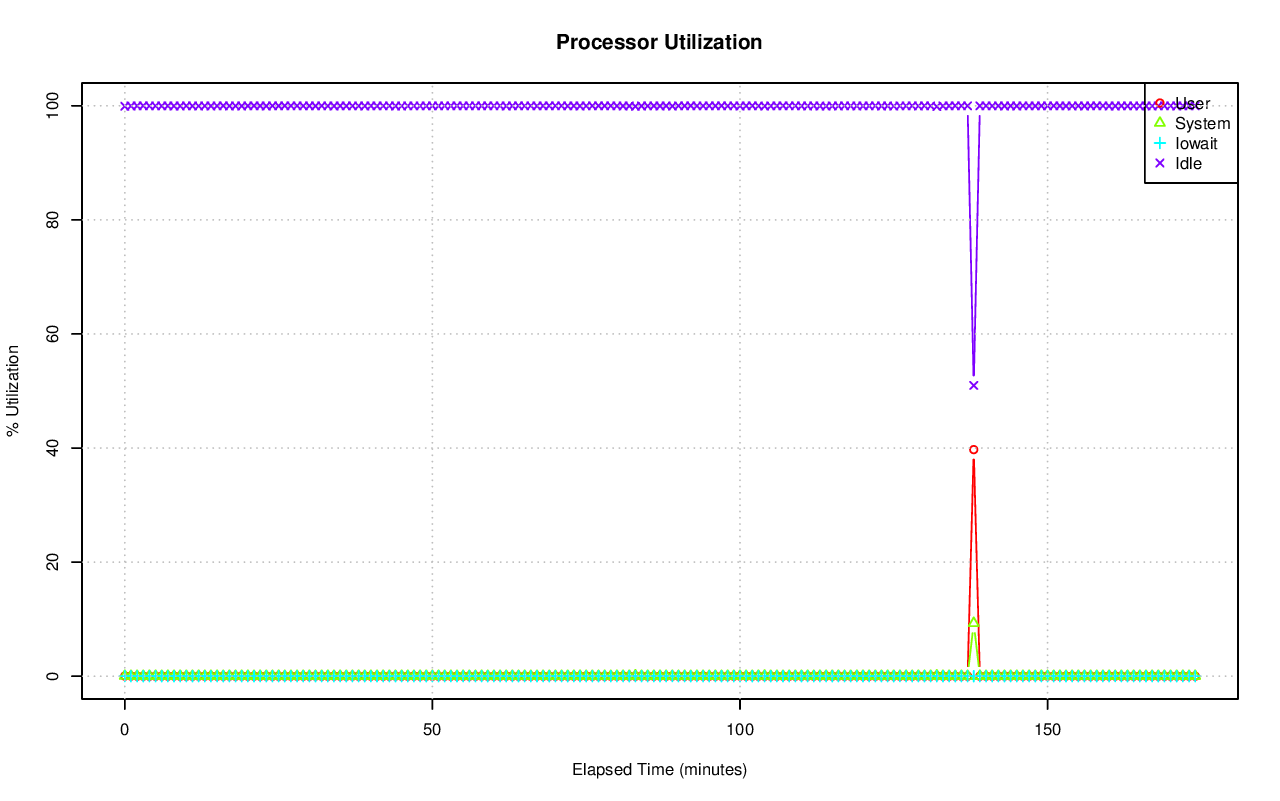 Processor Utilization
User
System
Iowait
Idle
% Utilization
100
80
60
40
20
0
0 50 100 150
Elapsed Time (minutes)